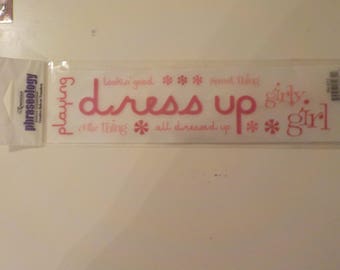 phraseology
playing
lookin' good
sweet thing
dress up
girly
girl
cute thing
all dressed up